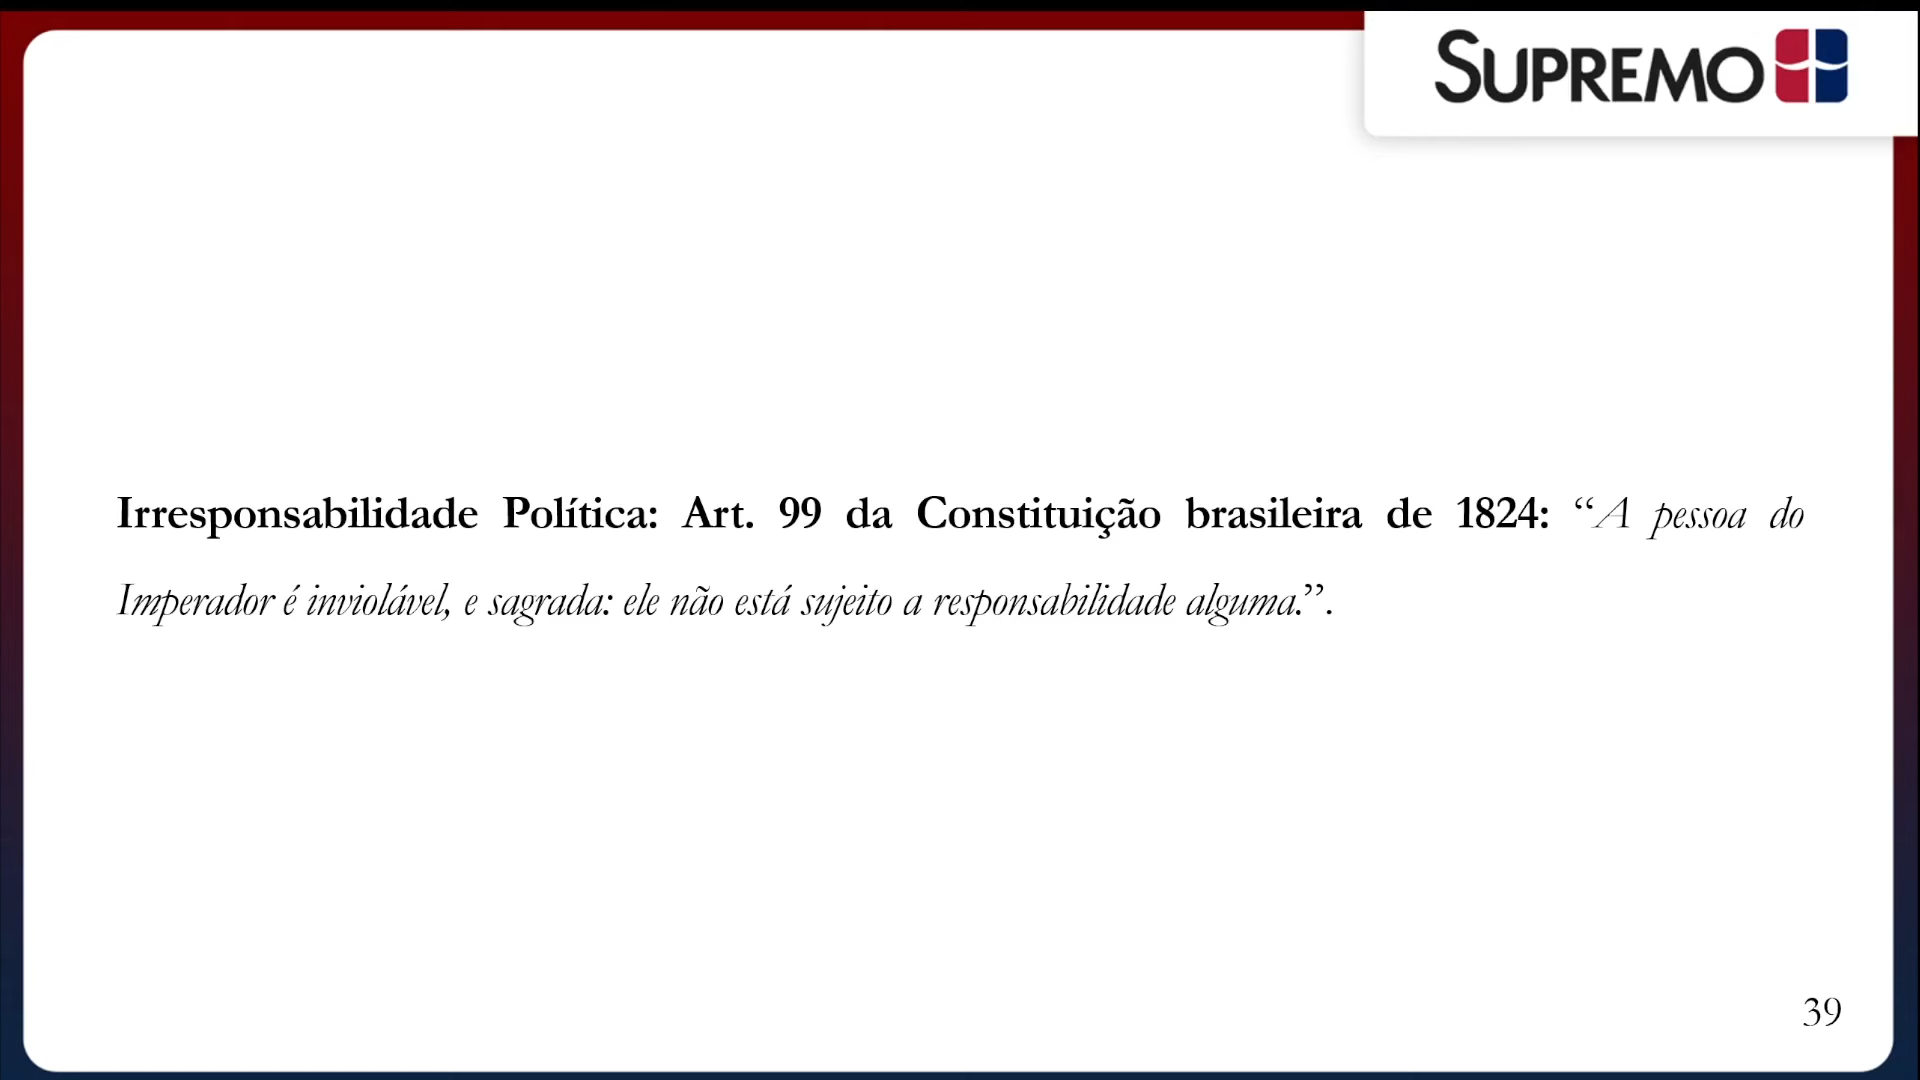 SUPREMO
Irresponsabilidade Política: Art. 99 da Constituição brasileira de 1824: “A pessoa do
Imperador é inviolável, e sagrada: ele não está sujeito a responsabilidade alguma.”.
39